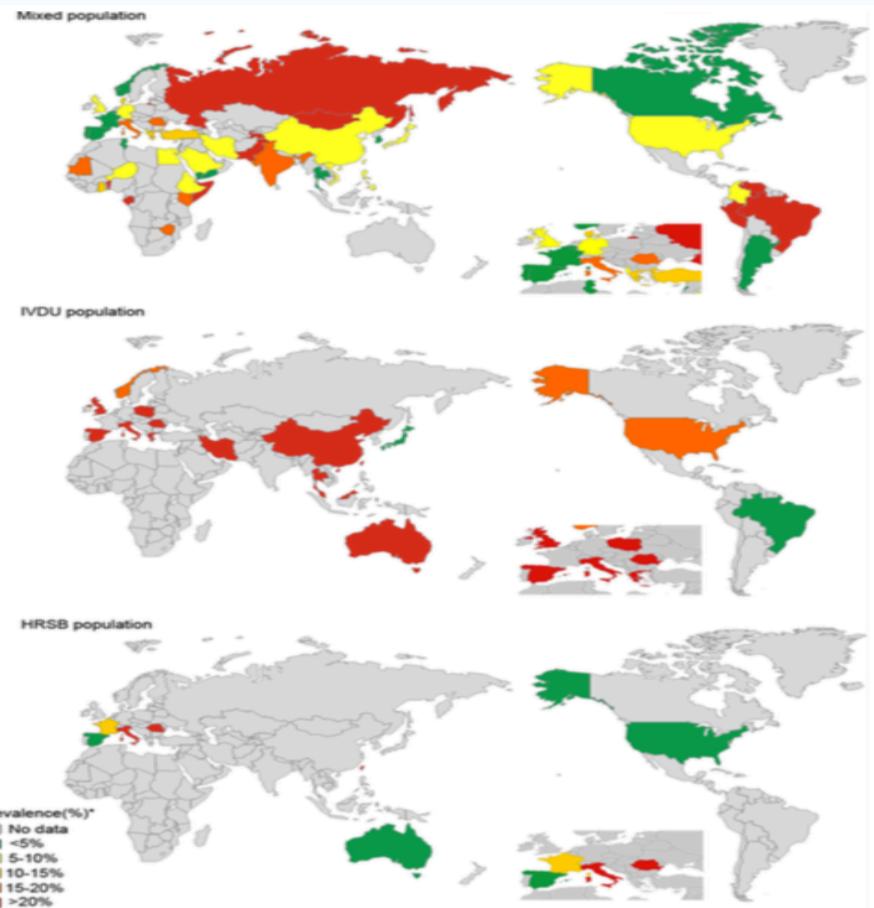 Mixed population
IVDU population
HRSB population
evalence(%)*
No data
<5%
5-10%
10-15%
15-20%
>20%